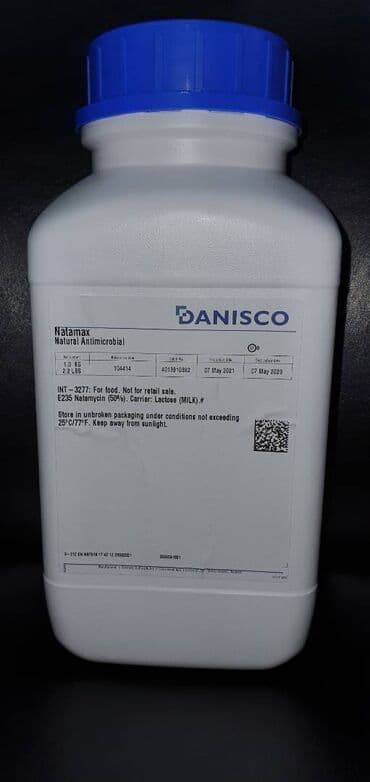 DANISCO
Natamax
Natural Antimicrobial
1.0 KG 104414 07 May 2021 07 May 2023
2.2 LBS
INT-3277: For food. Not for retail sale.
E235 Natamycin (50%). Carrier: Lactose (MILK).#
Store in unbroken packaging under conditions not exceeding
25°C/77°F. Keep away from sunlight.